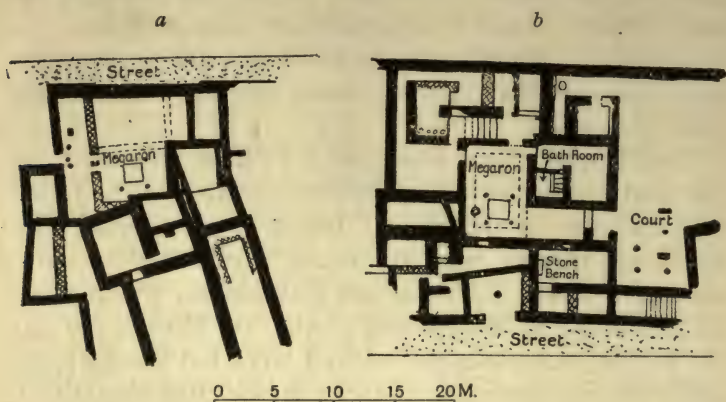 a
b
Street
Megaron
Megaron
Bath Room
Court
Stone
Bench
Street
0 5 10 15 20 M.